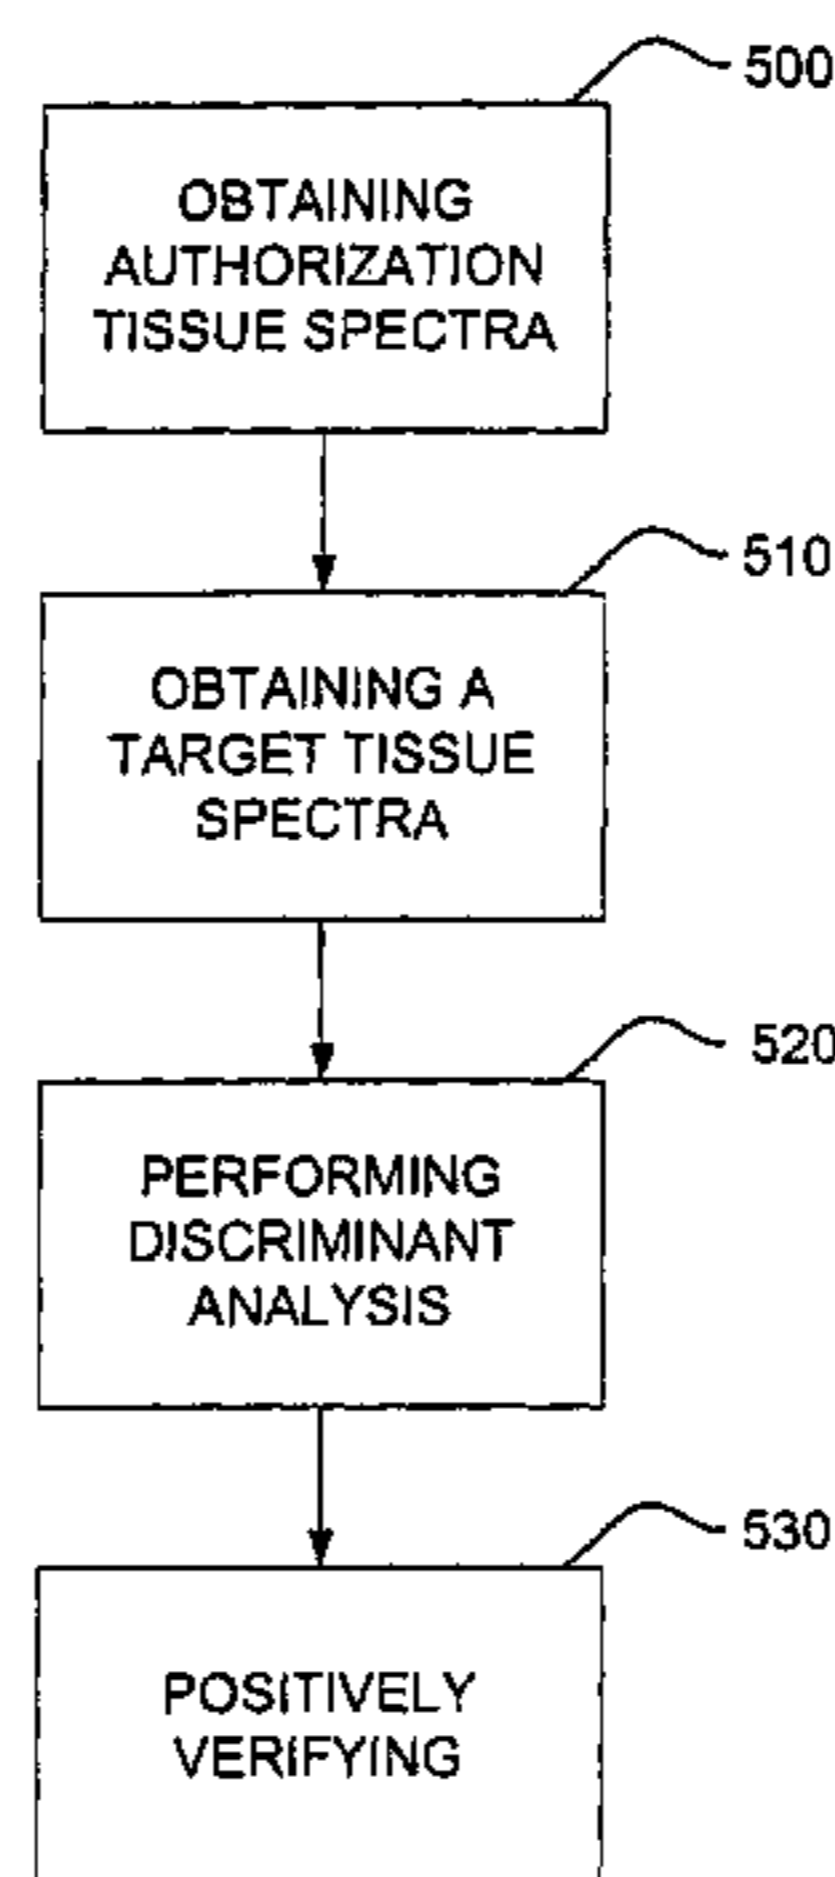 500
OBTAINING
AUTHORIZATION
TISSUE SPECTRA
510
OBTAINING A
TARGET TISSUE
SPECTRA
520
PERFORMING
DISCRIMINANT
ANALYSIS
530
POSITIVELY
VERIFYING